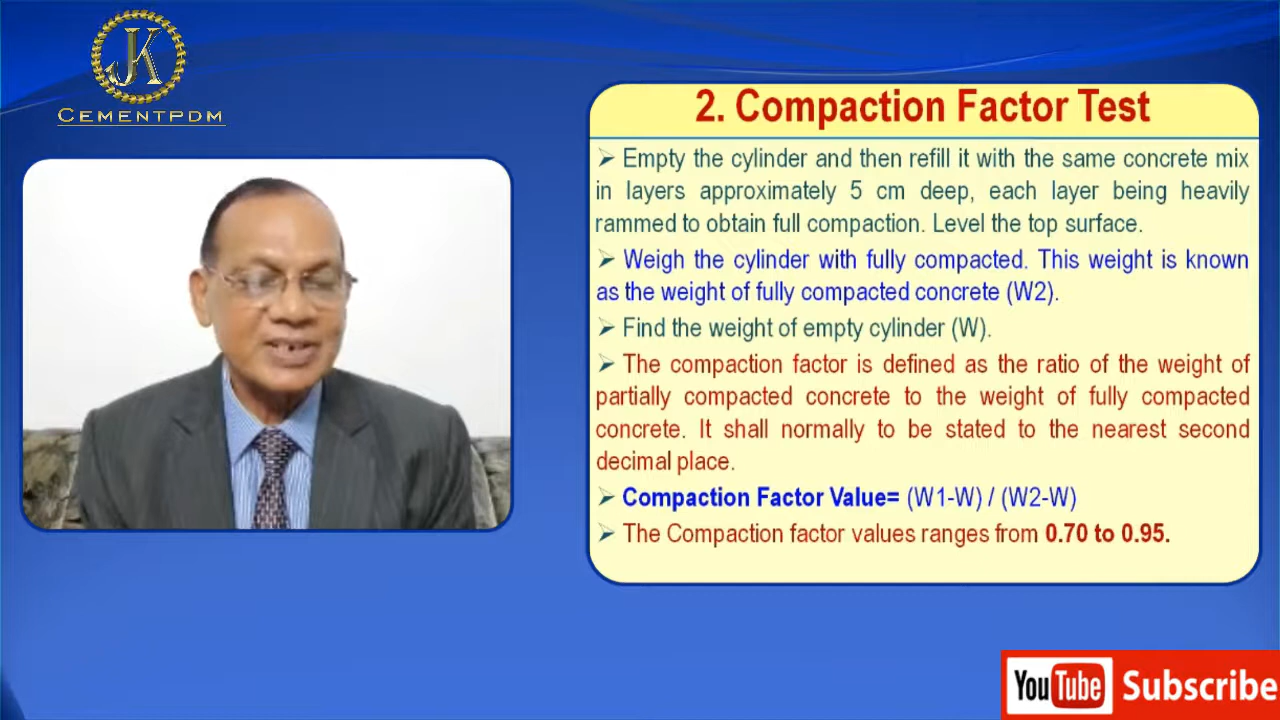 JK
CEMENTPDM
2. Compaction Factor Test
➢ Empty the cylinder and then refill it with the same concrete mix
in layers approximately 5 cm deep, each layer being heavily
rammed to obtain full compaction. Level the top surface.
➢ Weigh the cylinder with fully compacted. This weight is known
as the weight of fully compacted concrete (W2).
➢ Find the weight of empty cylinder (W).
➢ The compaction factor is defined as the ratio of the weight of
partially compacted concrete to the weight of fully compacted
concrete. It shall normally to be stated to the nearest second
decimal place.
➢ Compaction Factor Value= (W1-W) / (W2-W)
➢ The Compaction factor values ranges from 0.70 to 0.95.
YouTube Subscribe